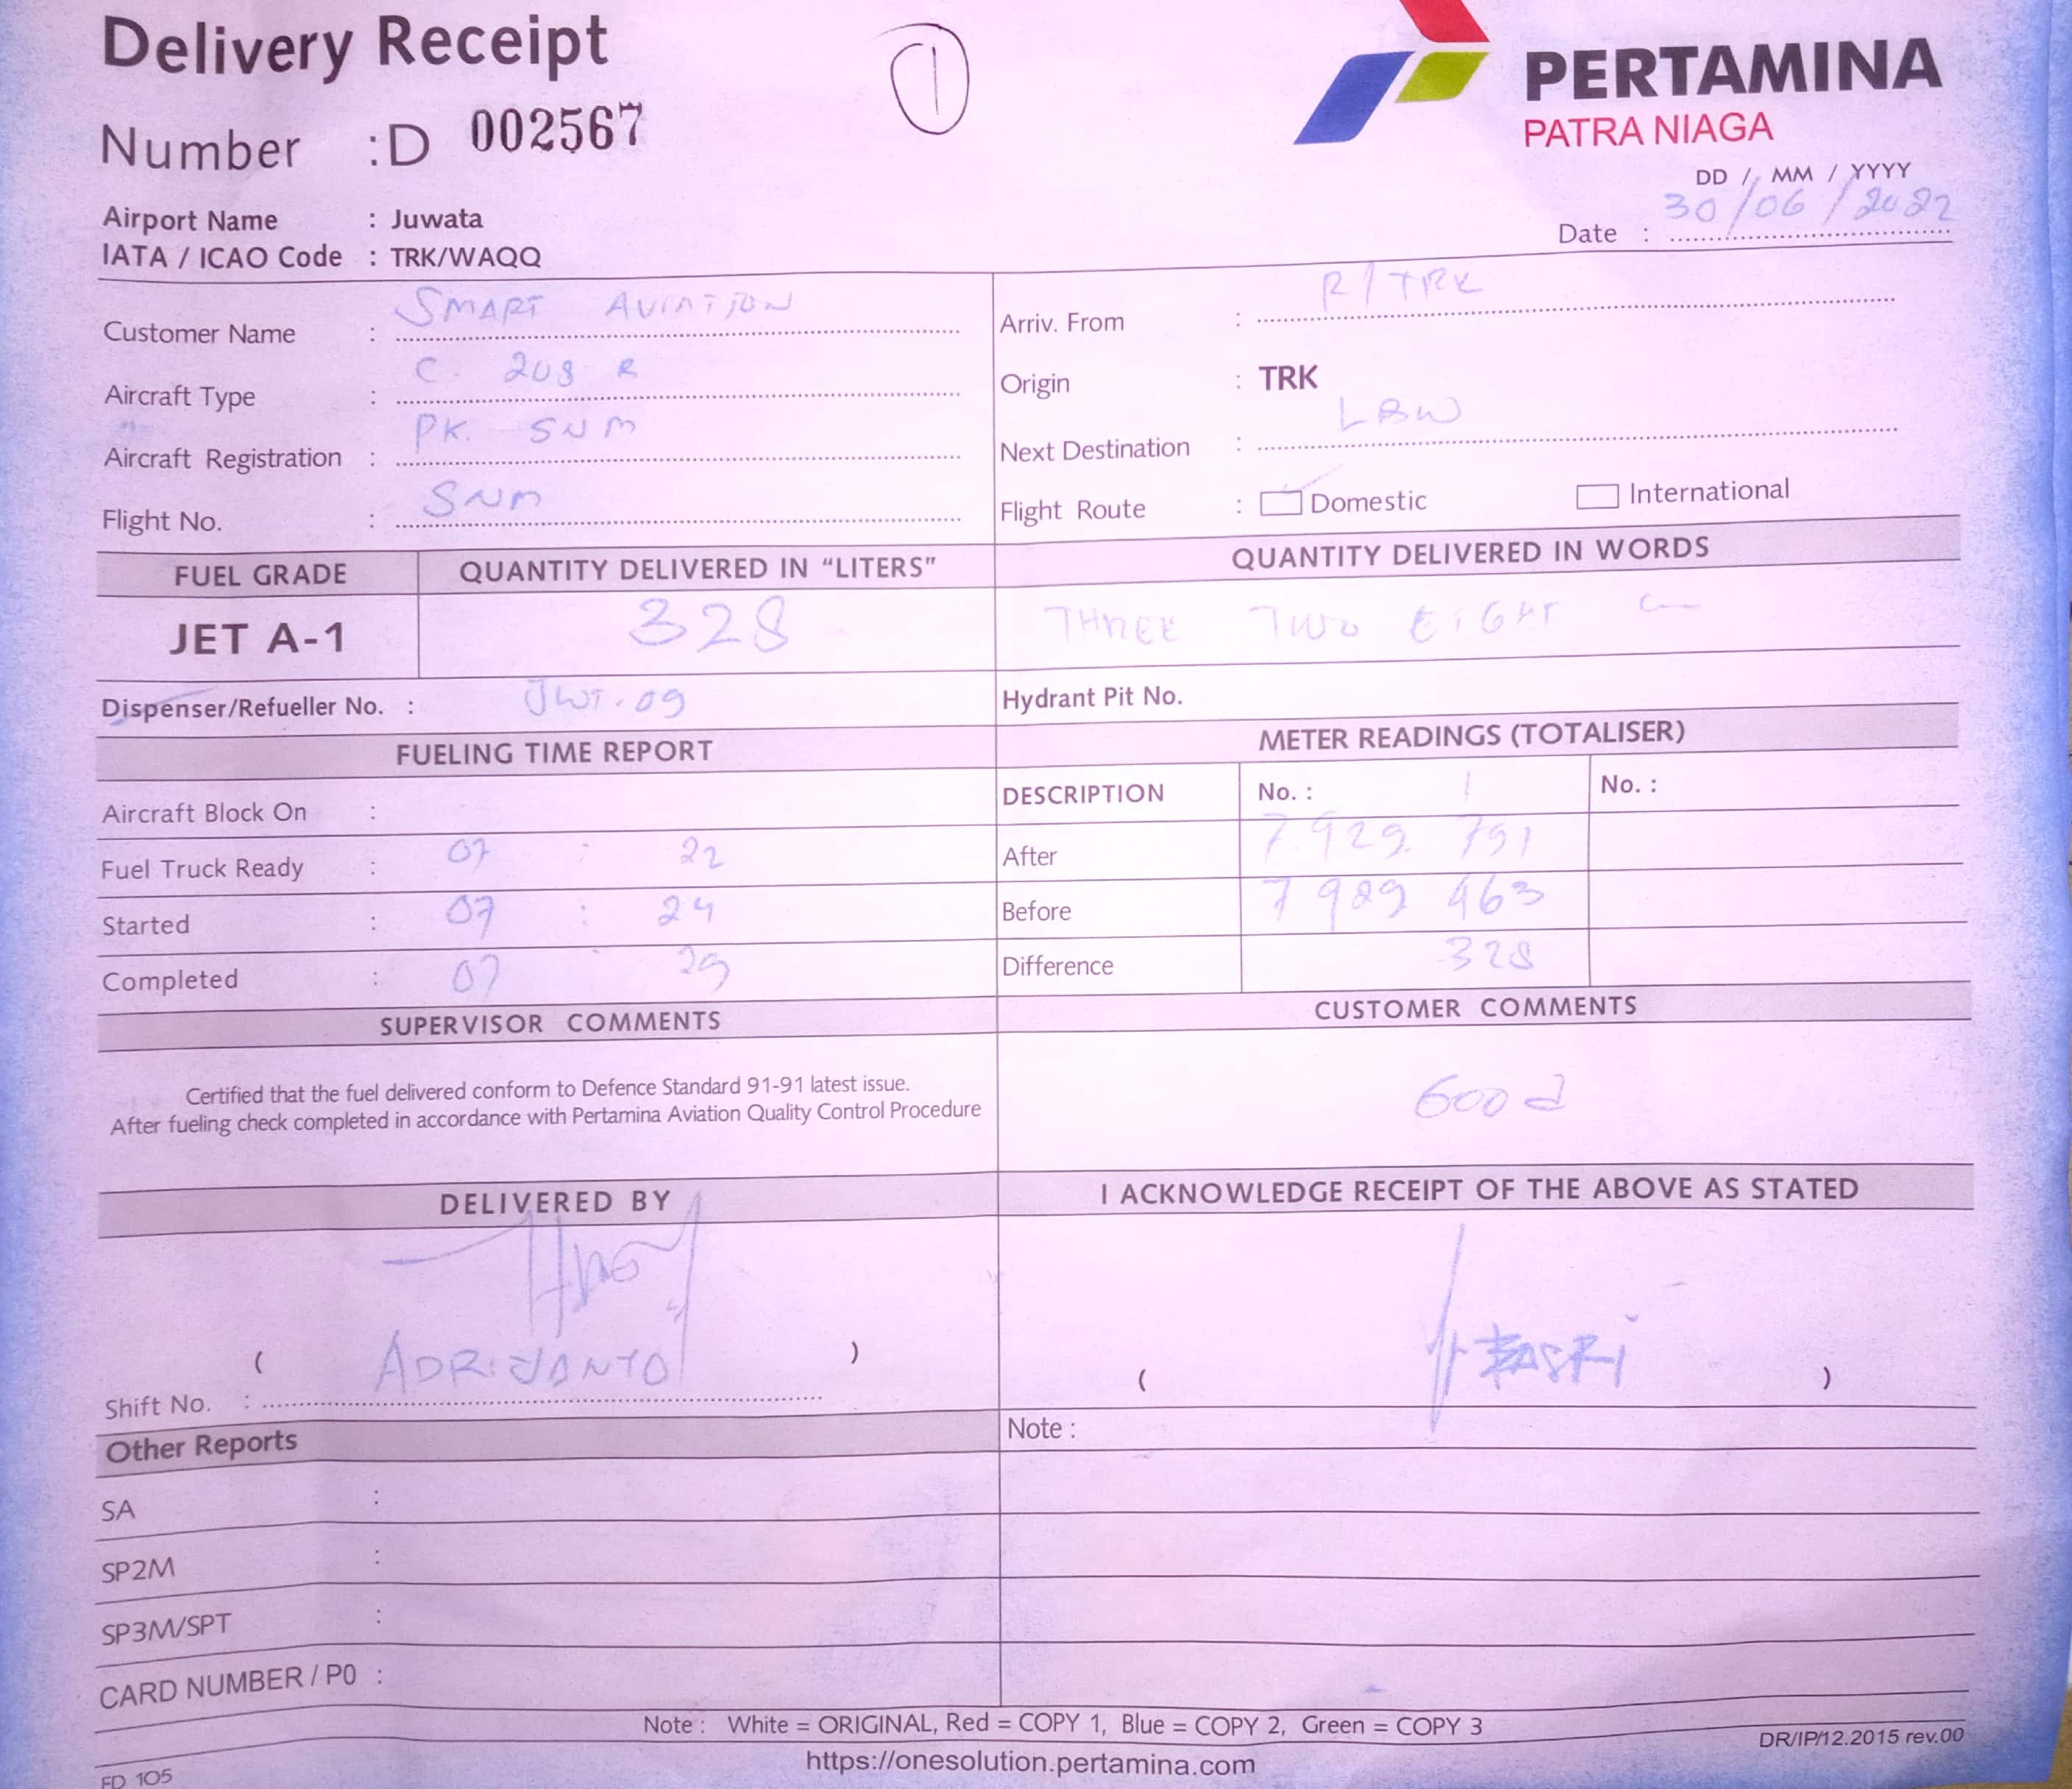 Delivery Receipt
1
PERTAMINA
PATRA NIAGA
Number :D 002567
DD / MM / YYYY
Date : 30/06/2022
Airport Name : Juwata
IATA / ICAO Code : TRK/WAQQ
Customer Name : SMART AVIATION
Arriv. From : R/TRK
Aircraft Type : C. 208 B
Origin : TRK
Aircraft Registration : PK. SNM
Next Destination : LBW
Flight No. : SNM
Flight Route : Domestic International
FUEL GRADE QUANTITY DELIVERED IN “LITERS” QUANTITY DELIVERED IN WORDS
JET A-1 328 THREE TWO EIGHT
Dispenser/Refueller No. : JWT.09 Hydrant Pit No.
FUELING TIME REPORT METER READINGS (TOTALISER)
Aircraft Block On :
DESCRIPTION No. : 1 No. :
Fuel Truck Ready : 07 : 22
After 7.929. 791
Started : 07 : 24
Before 7 929 463
Completed : 07 : 29
Difference 328
SUPERVISOR COMMENTS CUSTOMER COMMENTS
Certified that the fuel delivered conform to Defence Standard 91-91 latest issue.
After fueling check completed in accordance with Pertamina Aviation Quality Control Procedure
DELIVERED BY I ACKNOWLEDGE RECEIPT OF THE ABOVE AS STATED
( ADRIJANTO )
( )
Shift No. :
Other Reports Note :
SA :
SP2M :
SP3M/SPT :
CARD NUMBER / P0 :
Note : White = ORIGINAL, Red = COPY 1, Blue = COPY 2, Green = COPY 3
DR/IP/12.2015 rev.00
https://onesolution.pertamina.com
FD 105